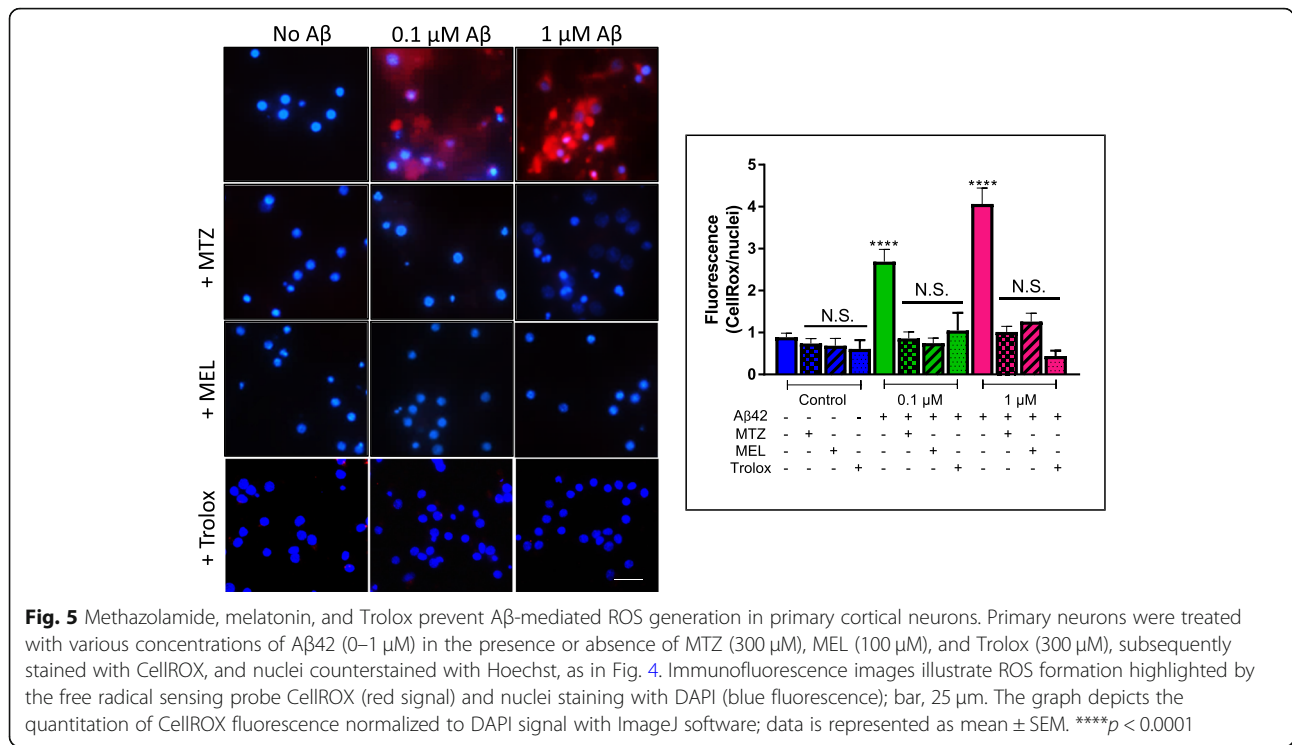 No Aβ 0.1 µM Aβ 1 µM Aβ
+ MTZ
+ MEL
+ Trolox
Fluorescence
(CellRox/nuclei)
5
4
3
2
1
0
N.S.
****
N.S.
****
N.S.
Control 0.1 µM 1 µM
Aβ42 - - - - + + + + + + + +
MTZ - + - - - + - - - + - -
MEL - - + - - - + - - - + -
Trolox - - - + - - - + - - - +
Fig. 5 Methazolamide, melatonin, and Trolox prevent Aβ-mediated ROS generation in primary cortical neurons. Primary neurons were treated
with various concentrations of Aβ42 (0–1 µM) in the presence or absence of MTZ (300 µM), MEL (100 µM), and Trolox (300 µM), subsequently
stained with CellROX, and nuclei counterstained with Hoechst, as in Fig. 4. Immunofluorescence images illustrate ROS formation highlighted by
the free radical sensing probe CellROX (red signal) and nuclei staining with DAPI (blue fluorescence); bar, 25 µm. The graph depicts the
quantitation of CellROX fluorescence normalized to DAPI signal with ImageJ software; data is represented as mean ± SEM. ****p < 0.0001